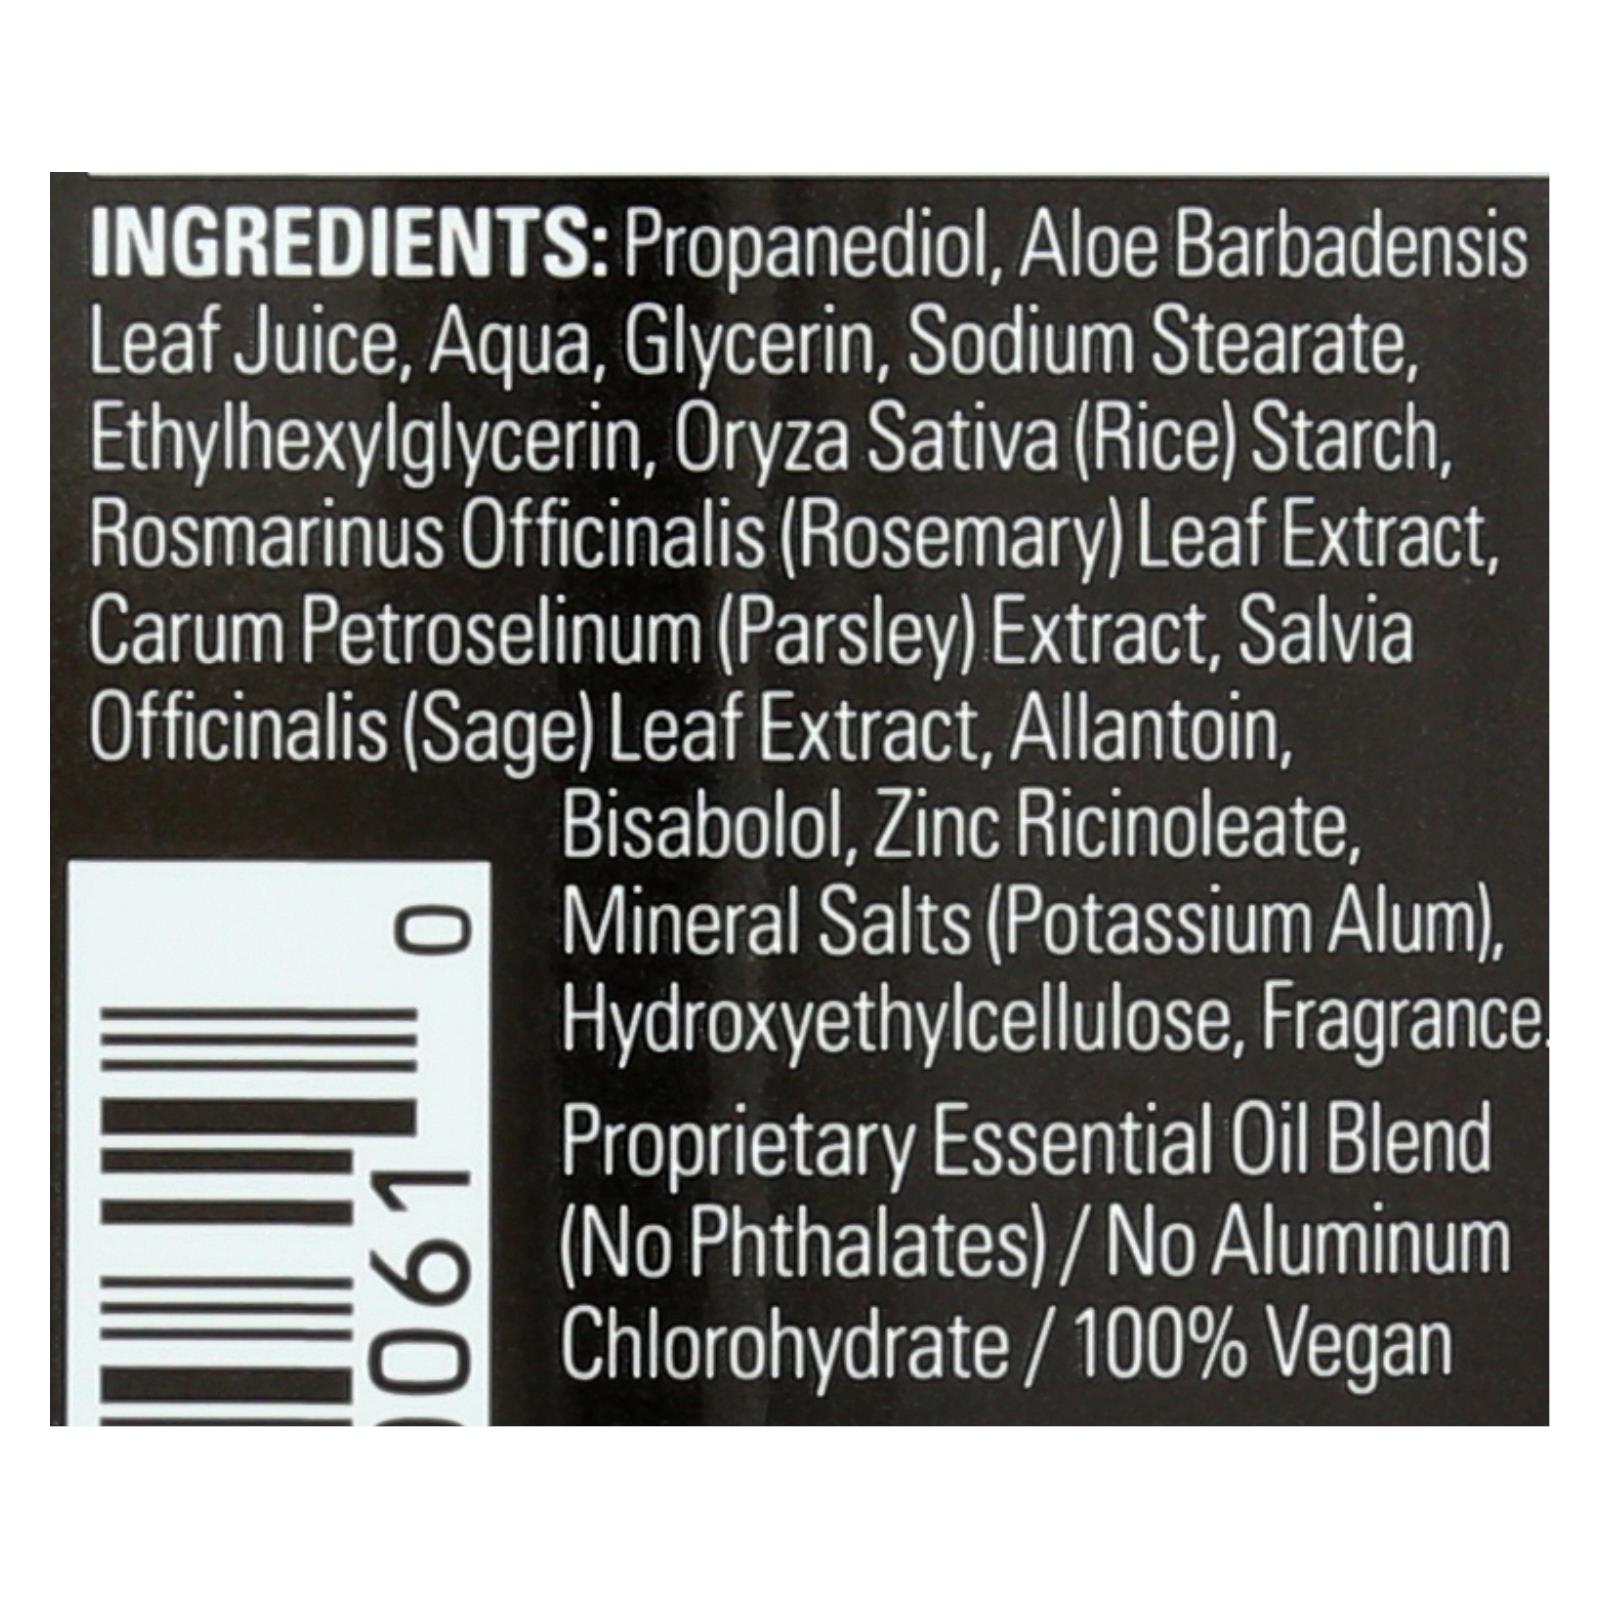 INGREDIENTS: Propanediol, Aloe Barbadensis
Leaf Juice, Aqua, Glycerin, Sodium Stearate,
Ethylhexylglycerin, Oryza Sativa (Rice) Starch,
Rosmarinus Officinalis (Rosemary) Leaf Extract,
Carum Petroselinum (Parsley) Extract, Salvia
Officinalis (Sage) Leaf Extract, Allantoin,
Bisabolol, Zinc Ricinoleate,
Mineral Salts (Potassium Alum),
Hydroxyethylcellulose, Fragrance.
Proprietary Essential Oil Blend
(No Phthalates) / No Aluminum
Chlorohydrate / 100% Vegan
0061 0